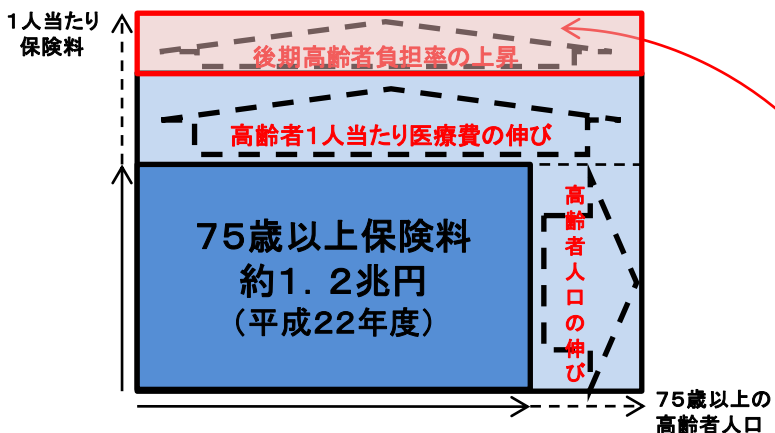 １人当たり
保険料
後期高齢者負担率の上昇
高齢者１人当たり医療費の伸び
７５歳以上保険料
約１．２兆円
（平成２２年度）
高齢者人口の伸び
７５歳以上の
高齢者人口